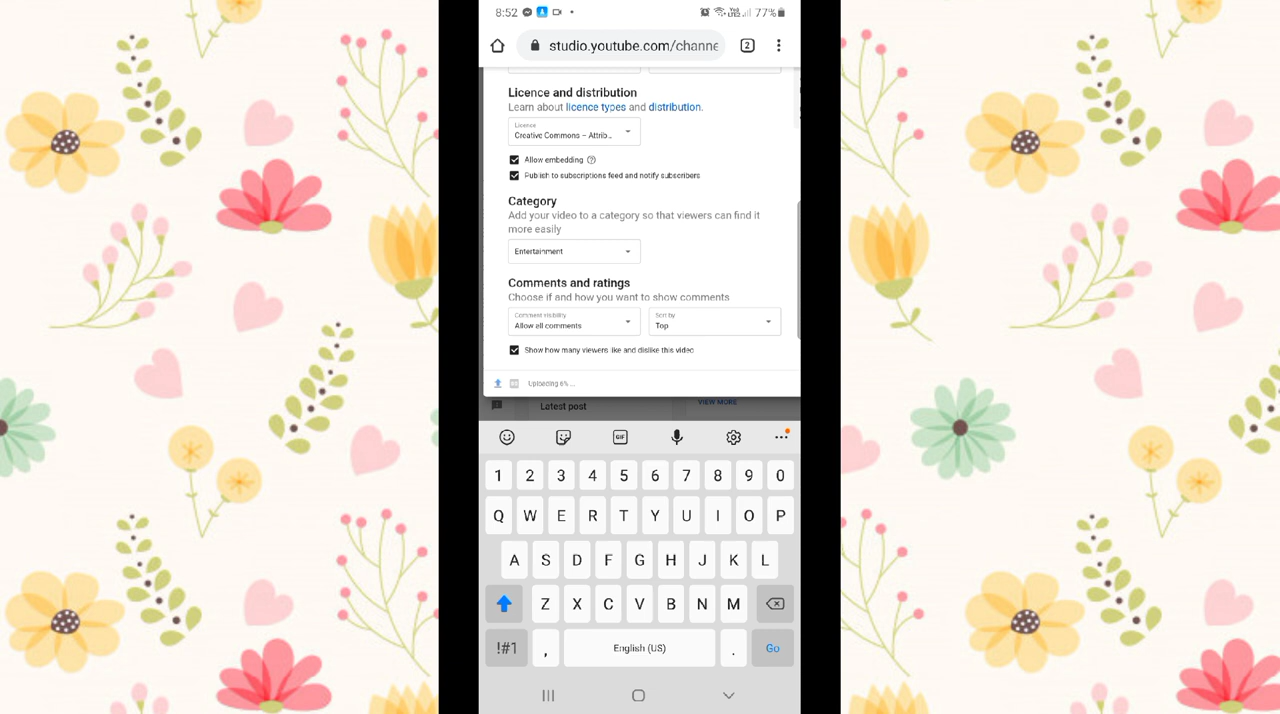 8:52
77%
studio.youtube.com/channe
2
Licence and distribution
Learn about licence types and distribution.
Licence
Creative Commons – Attrib...
Allow embedding
Publish to subscriptions feed and notify subscribers
Category
Add your video to a category so that viewers can find it
more easily
Entertainment
Comments and ratings
Choose if and how you want to show comments
Comment visibility
Allow all comments
Sort by
Top
Show how many viewers like and dislike this video
Uploading 6% ...
Latest post
VIEW MORE
GIF
1 2 3 4 5 6 7 8 9 0
Q W E R T Y U I O P
A S D F G H J K L
Z X C V B N M
!#1 , English (US) . Go